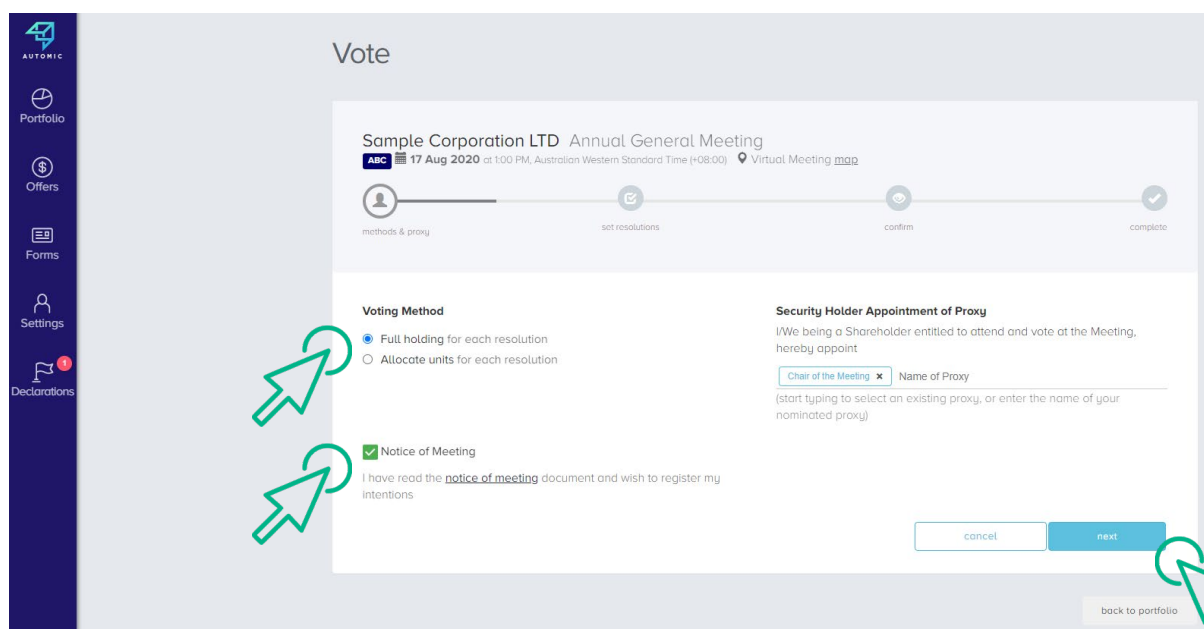 AUTOMIC
Portfolio
Offers
Forms
Settings
1
Declarations
Vote
Sample Corporation LTD Annual General Meeting
ABC 17 Aug 2020 at 1:00 PM, Australian Western Standard Time (+08:00) Virtual Meeting map
methods & proxy set resolutions confirm complete
Voting Method
Full holding for each resolution
Allocate units for each resolution
Security Holder Appointment of Proxy
I/We being a Shareholder entitled to attend and vote at the Meeting,
hereby appoint
Chair of the Meeting × Name of Proxy
(start typing to select an existing proxy, or enter the name of your
nominated proxy)
Notice of Meeting
I have read the notice of meeting document and wish to register my
intentions
cancel next
back to portfolio